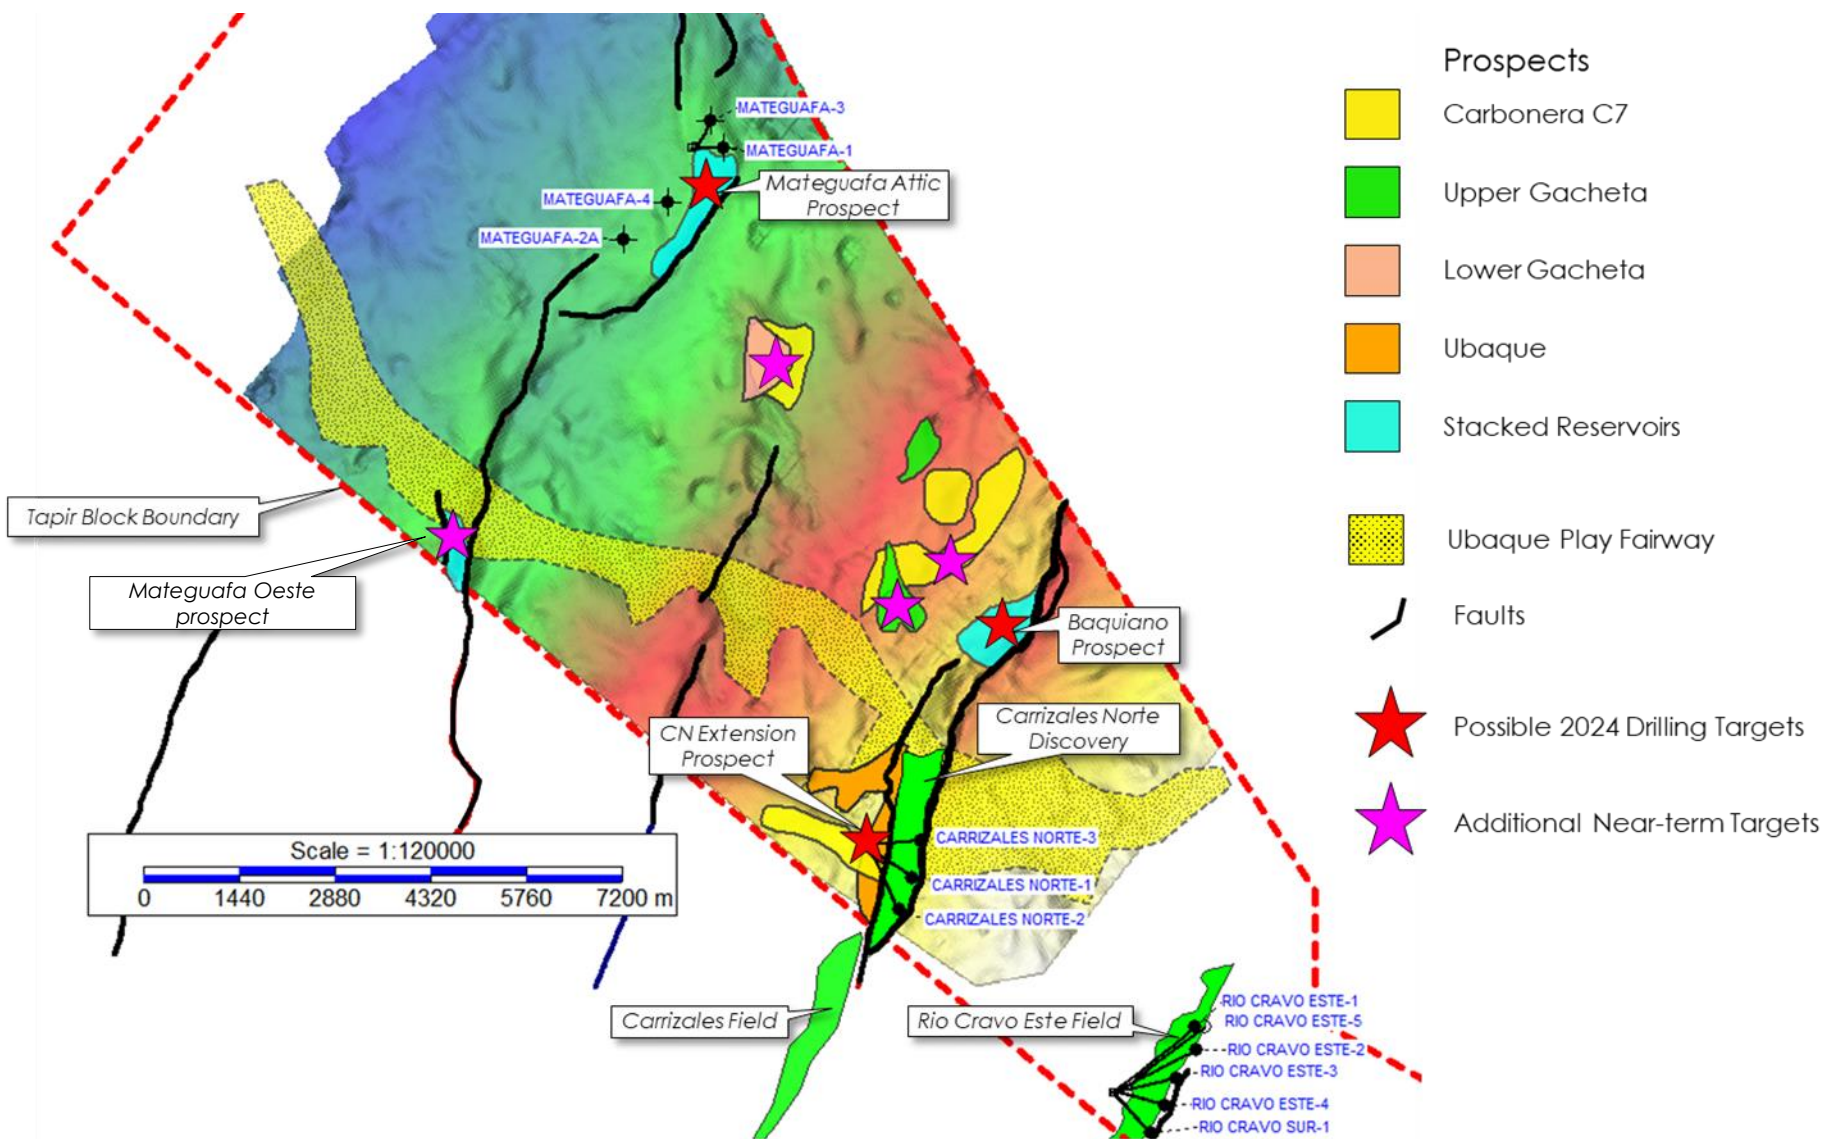 MATEGUAFA-3
MATEGUAFA-1
Mateguafa Attic
Prospect
MATEGUAFA-4
MATEGUAFA-2A
Tapir Block Boundary
Mateguafa Oeste
prospect
Baquiano
Prospect
Carrizales Norte
Discovery
CN Extension
Prospect
CARRIZALES NORTE-3
CARRIZALES NORTE-1
CARRIZALES NORTE-2
Scale = 1:120000
0 1440 2880 4320 5760 7200 m
Carrizales Field
Rio Cravo Este Field
RIO CRAVO ESTE-1
RIO CRAVO ESTE-5
RIO CRAVO ESTE-2
RIO CRAVO ESTE-3
RIO CRAVO ESTE-4
RIO CRAVO SUR-1
Prospects
Carbonera C7
Upper Gacheta
Lower Gacheta
Ubaque
Stacked Reservoirs
Ubaque Play Fairway
Faults
Possible 2024 Drilling Targets
Additional Near-term Targets